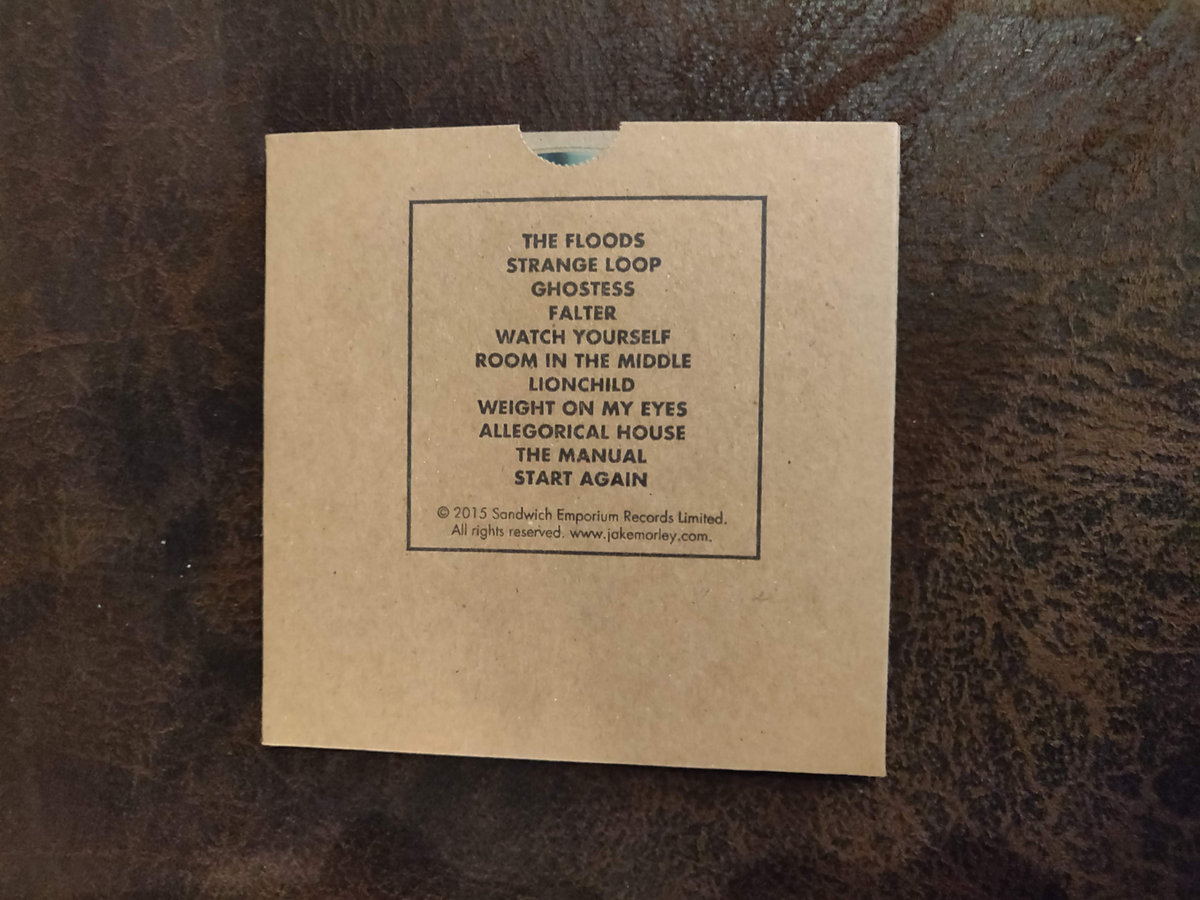 THE FLOODS
STRANGE LOOP
GHOSTESS
FALTER
WATCH YOURSELF
ROOM IN THE MIDDLE
LIONCHILD
WEIGHT ON MY EYES
ALLEGORICAL HOUSE
THE MANUAL
START AGAIN
© 2015 Sandwich Emporium Records Limited.
All rights reserved. www.jakemorley.com.